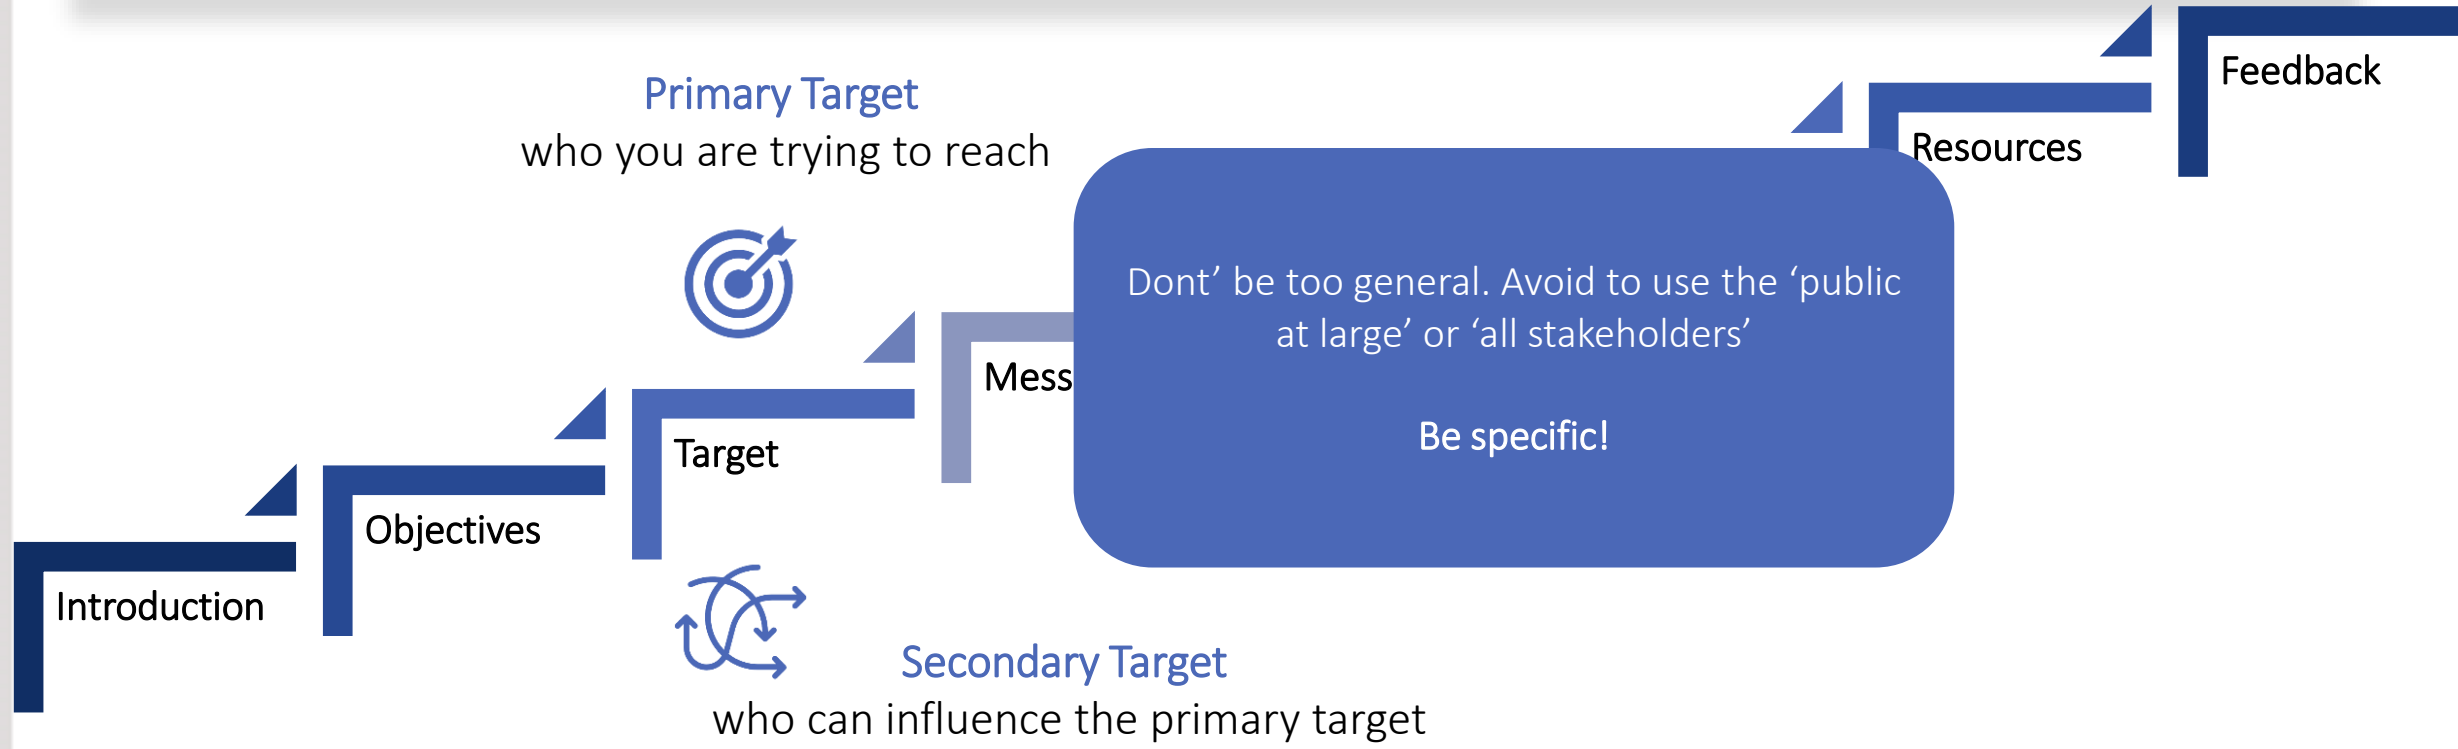 Feedback
Primary Target
who you are trying to reach
Resources
Dont’ be too general. Avoid to use the ‘public
at large’ or ‘all stakeholders’
Be specific!
Mess
Target
Objectives
Introduction
Secondary Target
who can influence the primary target